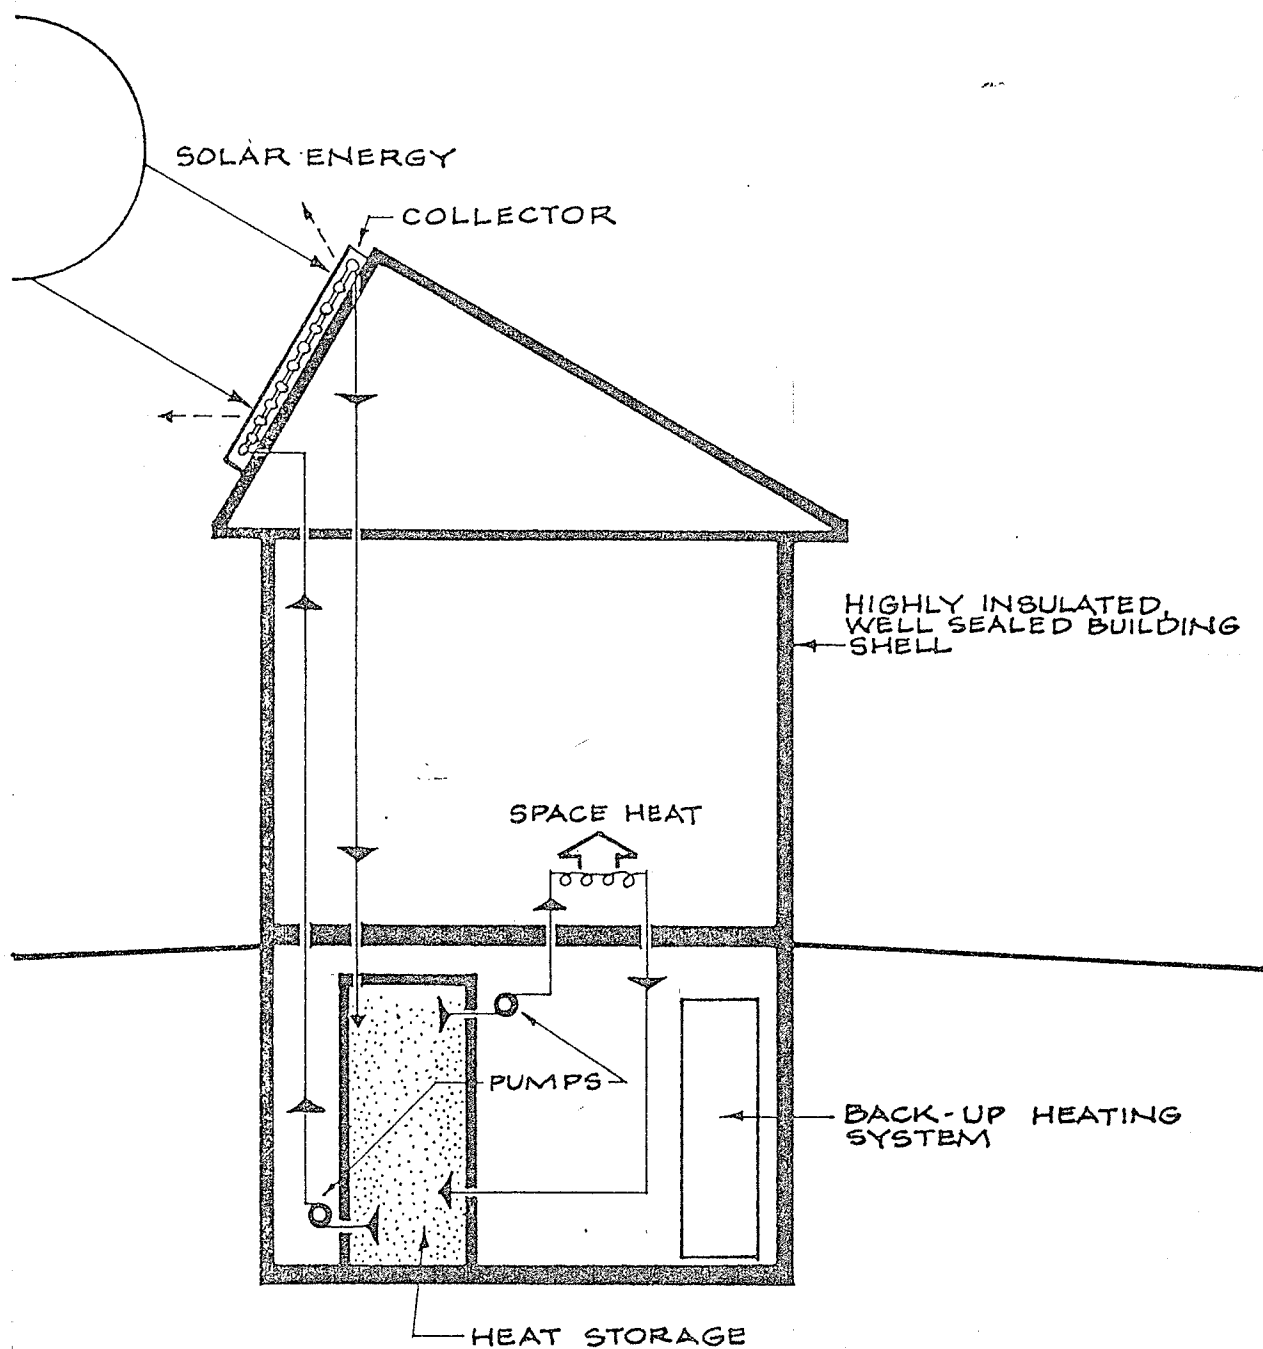 SOLAR ENERGY
COLLECTOR
HIGHLY INSULATED,
WELL SEALED BUILDING
SHELL
SPACE HEAT
PUMPS
BACK-UP HEATING
SYSTEM
HEAT STORAGE